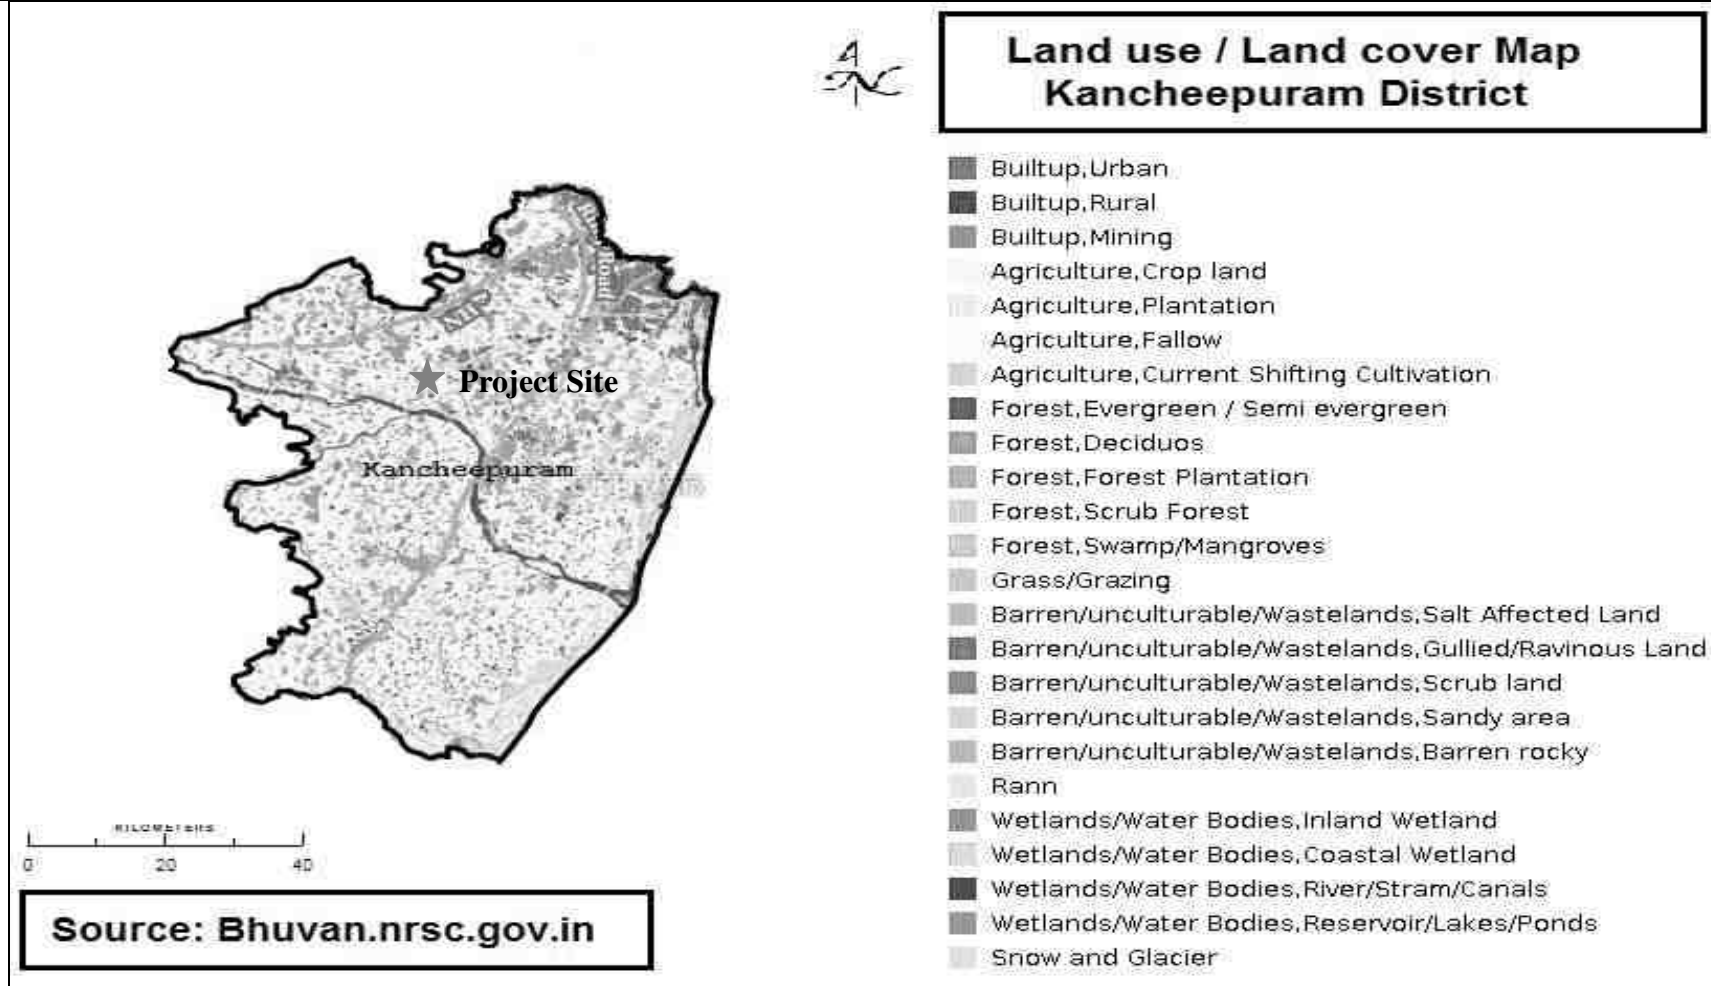 Land use / Land cover Map
Kancheepuram District
Builtup,Urban
Builtup,Rural
Builtup,Mining
Agriculture,Crop land
Agriculture,Plantation
Agriculture,Fallow
Agriculture,Current Shifting Cultivation
Forest,Evergreen / Semi evergreen
Forest,Deciduos
Forest,Forest Plantation
Forest,Scrub Forest
Forest,Swamp/Mangroves
Grass/Grazing
Barren/unculturable/Wastelands,Salt Affected Land
Barren/unculturable/Wastelands,Gullied/Ravinous Land
Barren/unculturable/Wastelands,Scrub land
Barren/unculturable/Wastelands,Sandy area
Barren/unculturable/Wastelands,Barren rocky
Rann
Wetlands/Water Bodies,Inland Wetland
Wetlands/Water Bodies,Coastal Wetland
Wetlands/Water Bodies,River/Stram/Canals
Wetlands/Water Bodies,Reservoir/Lakes/Ponds
Snow and Glacier
Road
Project Site
Kancheepuram
KILOMETERS
0 20 40
Source: Bhuvan.nrsc.gov.in